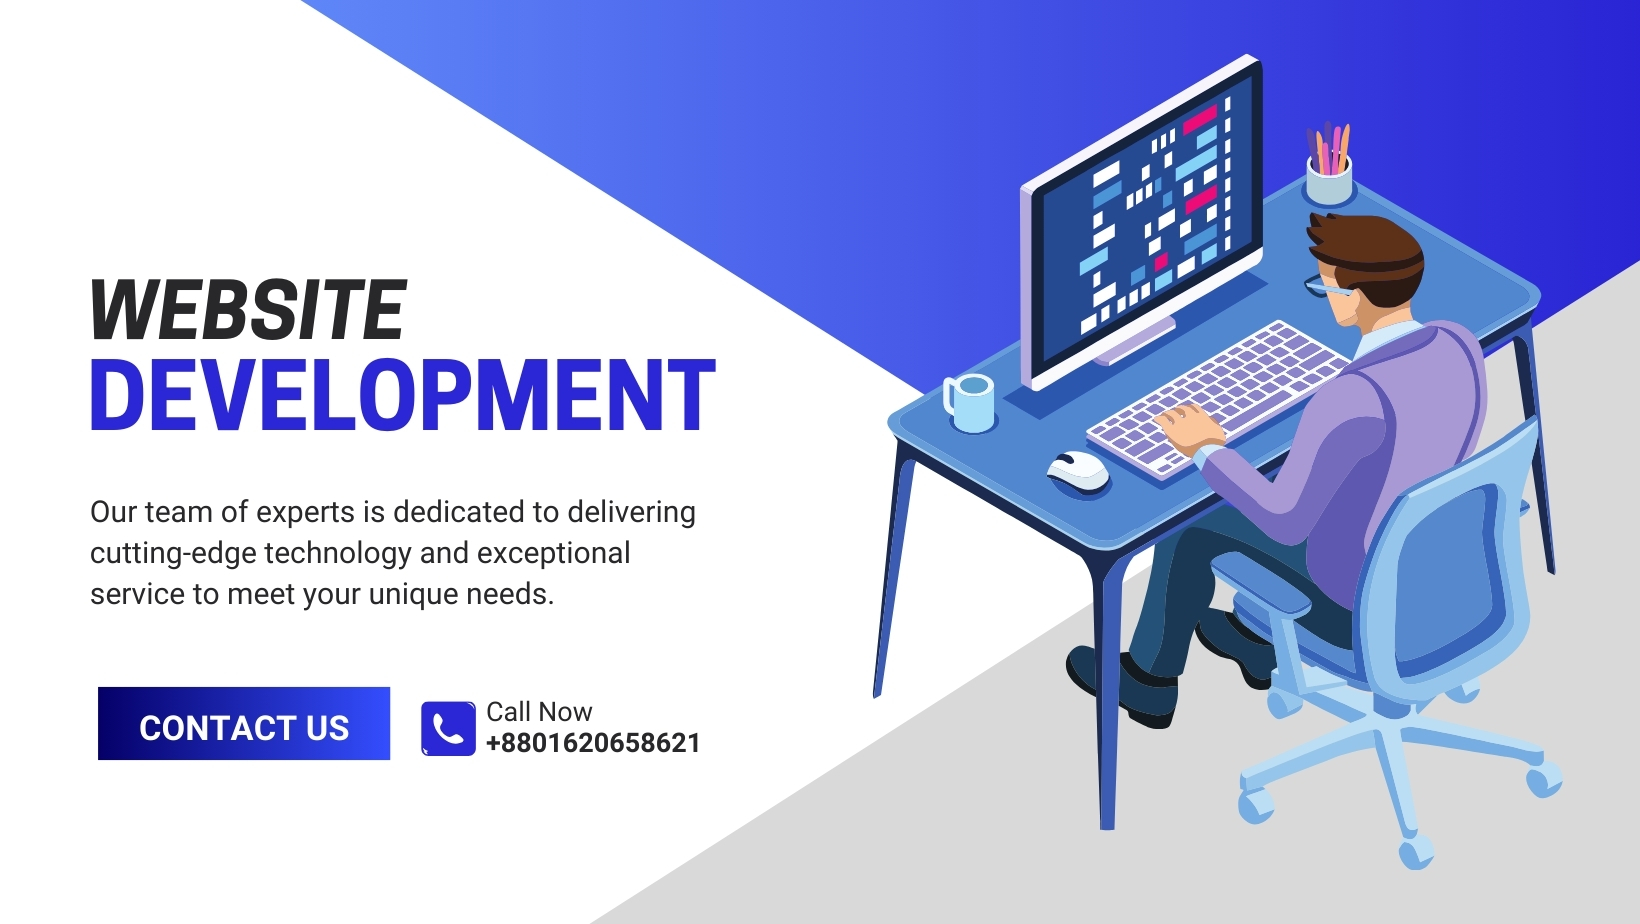 WEBSITE
DEVELOPMENT
Our team of experts is dedicated to delivering
cutting-edge technology and exceptional
service to meet your unique needs.
CONTACT US
Call Now
+8801620658621